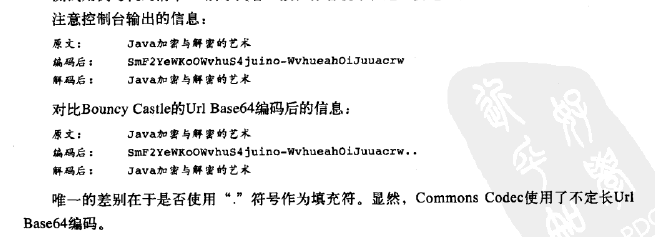 注意控制台输出的信息：
原文： Java加密与解密的艺术
编码后： SmF2YeWKoOWvhuS4juino-WvhueahOiJuuacrw
解码后： Java加密与解密的艺术
对比Bouncy Castle的Url Base64编码后的信息：
原文： Java加密与解密的艺术
编码后： SmF2YeWKoOWvhuS4juino-WvhueahOiJuuacrw..
解码后： Java加密与解密的艺术
唯一的差别在于是否使用“.”符号作为填充符。显然，Commons Codec使用了不定长Url
Base64编码。